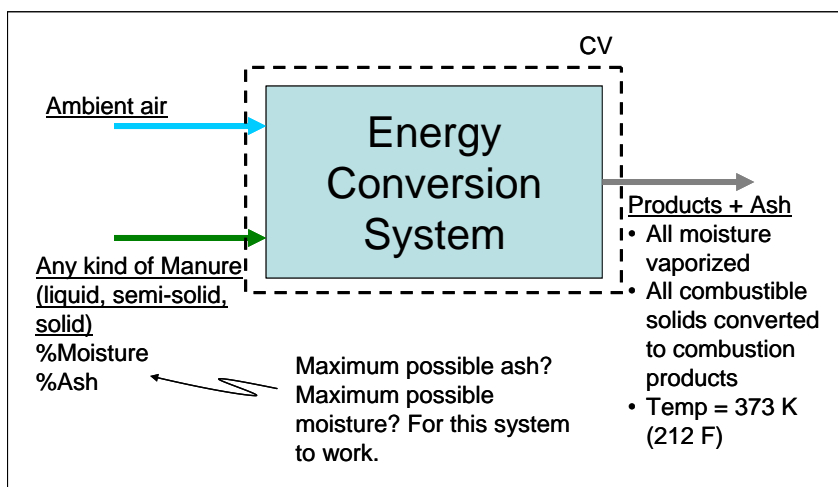 CV
Ambient air
Energy
Conversion
System
Any kind of Manure
(liquid, semi-solid,
solid)
%Moisture
%Ash
Maximum possible ash?
Maximum possible
moisture? For this system
to work.
Products + Ash
• All moisture
vaporized
• All combustible
solids converted
to combustion
products
• Temp = 373 K
(212 F)